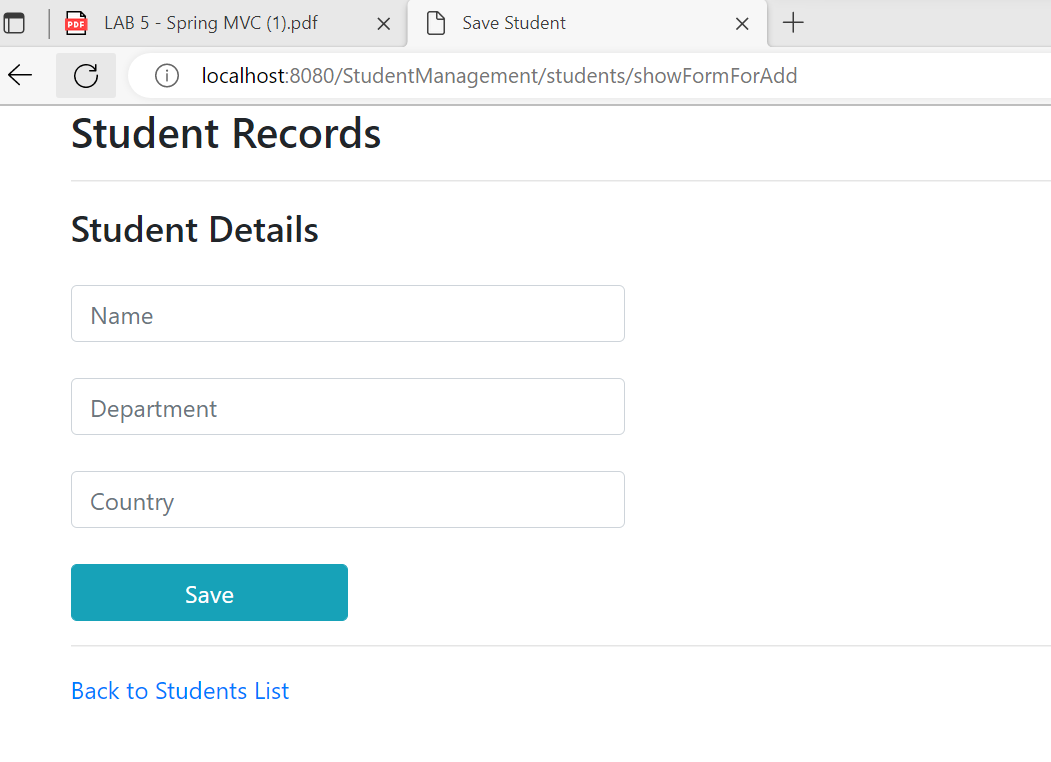 PDF LAB 5 - Spring MVC (1).pdf Save Student
localhost:8080/StudentManagement/students/showFormForAdd
Student Records
Student Details
Name
Department
Country
Save
Back to Students List